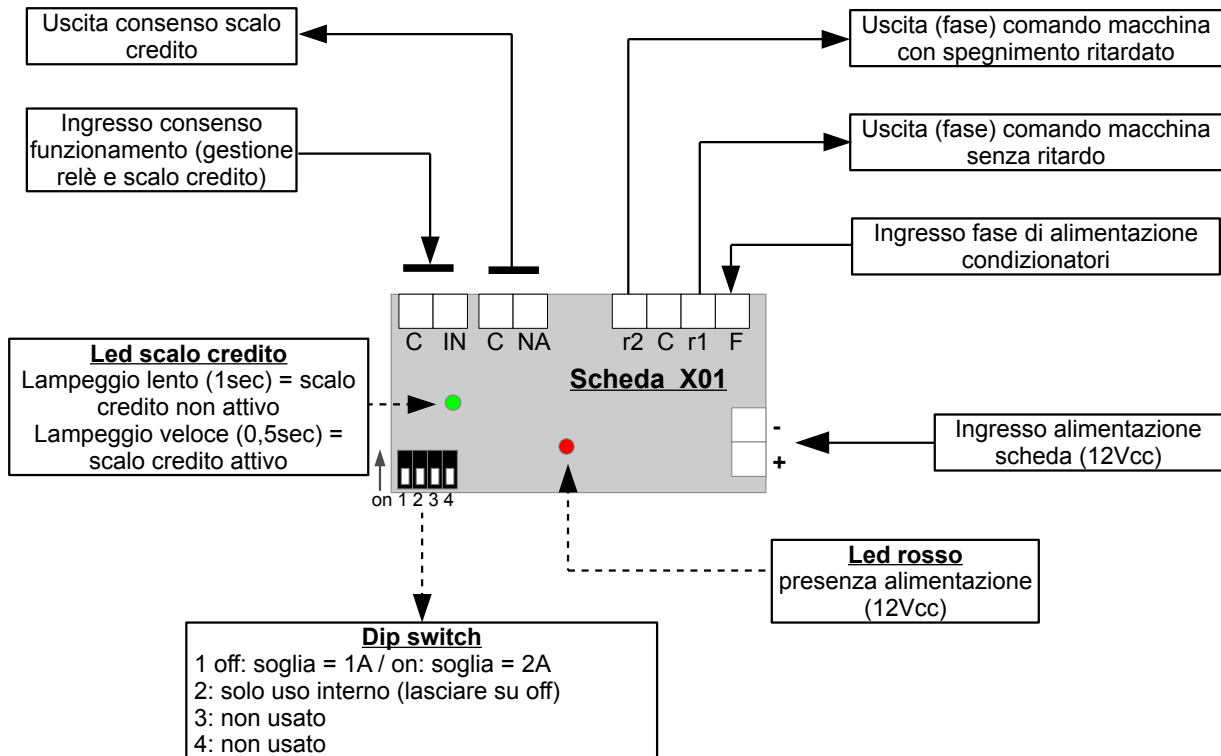 Uscita consenso scalo
credito
Uscita (fase) comando macchina
con spegnimento ritardato
Ingresso consenso
funzionamento (gestione
relè e scalo credito)
Uscita (fase) comando macchina
senza ritardo
Ingresso fase di alimentazione
condizionatori
C IN C NA r2 C r1 F
Scheda X01
Led scalo credito
Lampeggio lento (1sec) = scalo
credito non attivo
Lampeggio veloce (0,5sec) =
scalo credito attivo
-
+
Ingresso alimentazione
scheda (12Vcc)
on 1 2 3 4
Led rosso
presenza alimentazione
(12Vcc)
Dip switch
1 off: soglia = 1A / on: soglia = 2A
2: solo uso interno (lasciare su off)
3: non usato
4: non usato